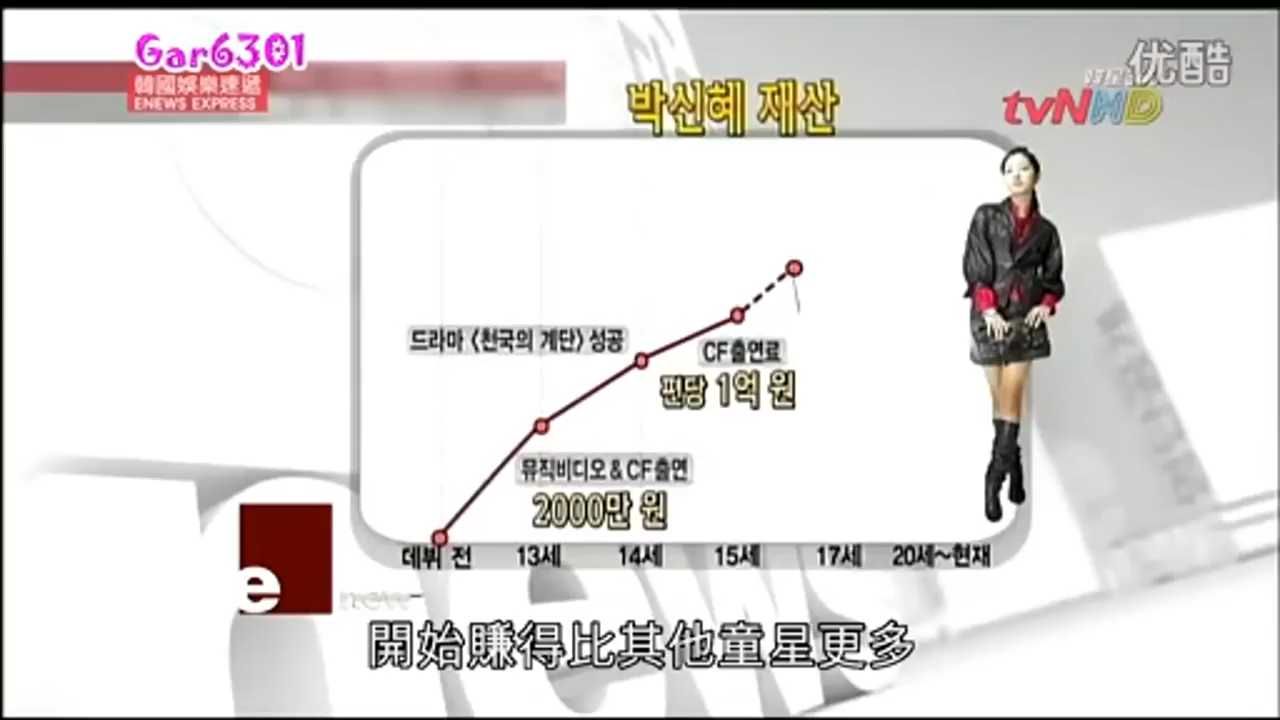 Gar6301
韓國娛樂速遞
ENEWS EXPRESS
优酷
tvN HD
박신혜 재산
드라마 <천국의 계단> 성공
CF출연료
편당 1억 원
뮤직비디오&CF출연
2000만 원
데뷔 전 13세 14세 15세 17세 20세~현재
e
news
開始賺得比其他童星更多